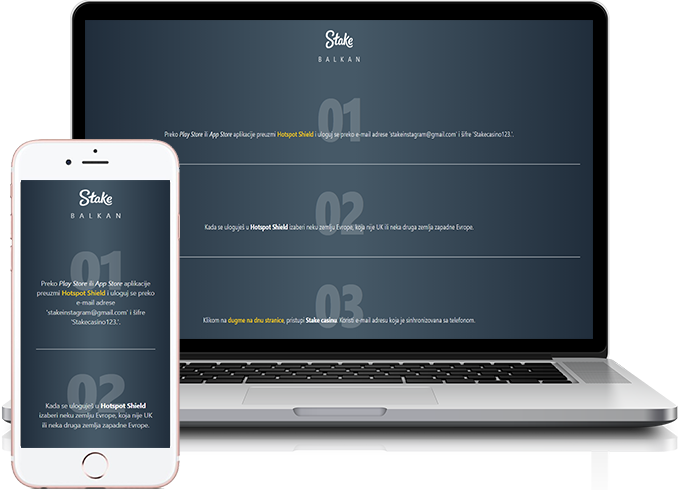 Stake
BALKAN
01
Preko Play Store ili App Store aplikacije preuzmi Hotspot Shield i uloguj se preko e-mail adrese 'stakeinstagram@gmail.com' i šifre 'Stakecasino123.'.
02
Kada se uloguješ u Hotspot Shield izaberi neku zemlju Evrope, koja nije UK ili neka druga zemlja zapadne Evrope.
03
Klikom na dugme na dnu stranice, pristupi Stake casinu. Koristi e-mail adresu koja je sinhronizovana sa telefonom.
Stake
BALKAN
01
Preko Play Store ili App Store aplikacije
preuzmi Hotspot Shield i uloguj se preko
e-mail adrese
'stakeinstagram@gmail.com' i šifre
'Stakecasino123.'.
02
Kada se uloguješ u Hotspot Shield
izaberi neku zemlju Evrope, koja nije UK
ili neka druga zemlja zapadne Evrope.